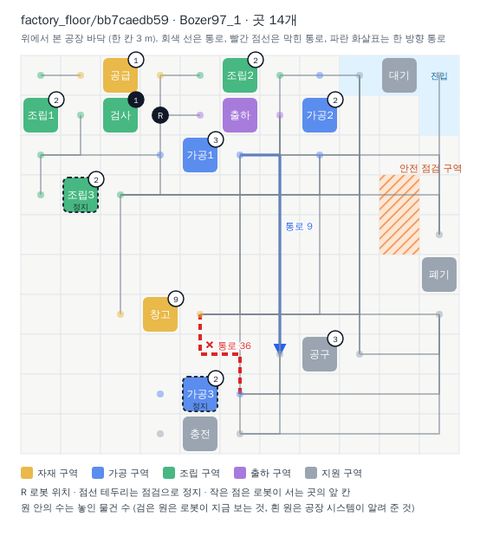 factory_floor/bb7caedb59 · Bozer97_1 · 곳 14개
위에서 본 공장 바닥 (한 칸 3 m). 회색 선은 통로, 빨간 점선은 막힌 통로, 파란 화살표는 한 방향 통로
1 2
공급 조립2 대기 진입
2 1 2
조립1 검사 R 출하 가공2
3
가공1
안전 점검 구역
2
조립3
정지
통로 9
폐기
9
창고
✕ 통로 36
3
공구
2
가공3
정지
충전
자재 구역 가공 구역 조립 구역 출하 구역 지원 구역
R 로봇 위치 · 점선 테두리는 점검으로 정지 · 작은 점은 로봇이 서는 곳의 앞 칸
원 안의 수는 놓인 물건 수 (검은 원은 로봇이 지금 보는 것, 흰 원은 공장 시스템이 알려 준 것)